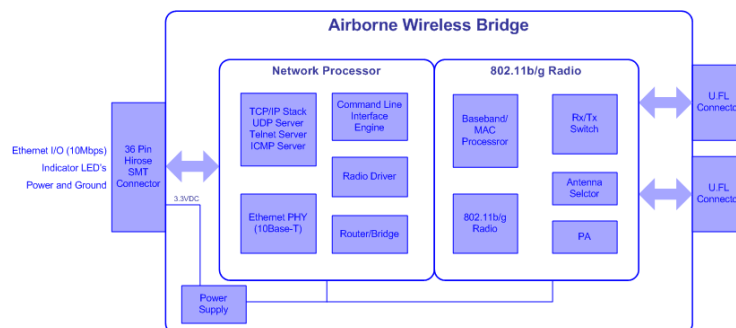 Airborne Wireless Bridge
Network Processor
802.11b/g Radio
TCP/IP Stack
UDP Server
Telnet Server
ICMP Server
Command Line
Interface
Engine
Baseband/
MAC
Processror
Rx/Tx
Switch
U.FL
Connector
Ethernet I/O (10Mbps)
Indicator LED's
Power and Ground
36 Pin
Hirose
SMT
Connector
Radio Driver
Antenna
Selctor
U.FL
Connector
3.3VDC
Ethernet PHY
(10Base-T)
Router/Bridge
802.11b/g
Radio
PA
Power
Supply